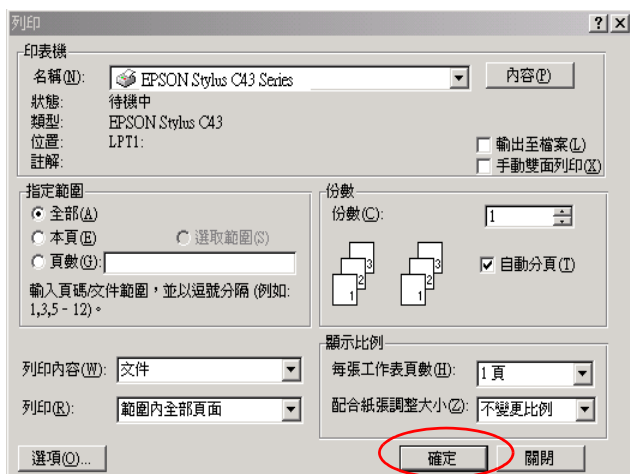 列印
印表機
名稱(N): EPSON Stylus C43 Series 內容(P)
狀態: 待機中
類型: EPSON Stylus C43
位置: LPT1: 輸出至檔案(L)
註解: 手動雙面列印(X)
指定範圍
全部(A)
本頁(E) 選取範圍(S)
頁數(G):
輸入頁碼/文件範圍，並以逗號分隔 (例如:
1,3,5 - 12)。
份數
份數(C): 1
3 3
2 2
1 1
自動分頁(T)
列印內容(W): 文件
列印(R): 範圍內全部頁面
顯示比例
每張工作表頁數(H): 1 頁
配合紙張調整大小(Z): 不變更比例
選項(O)... 確定 關閉